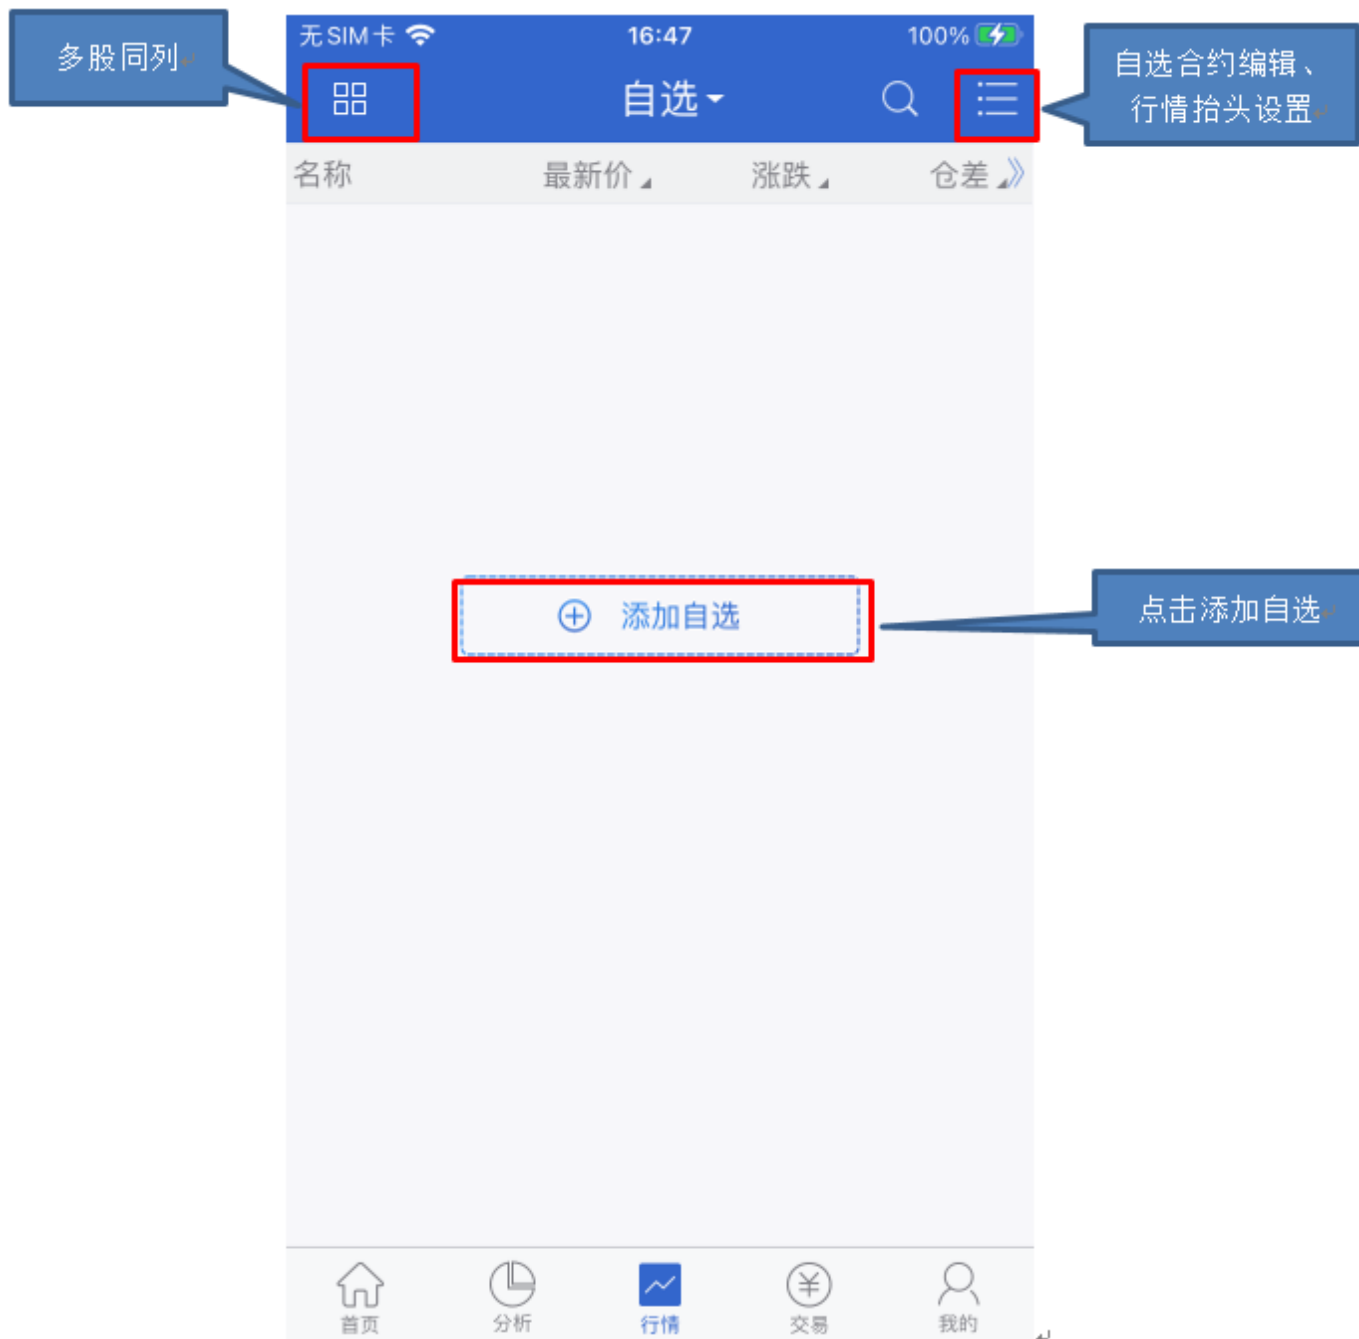 多股同列
无SIM卡 16:47 100%
自选
自选合约编辑、
行情抬头设置
名称 最新价 涨跌 仓差
添加自选
点击添加自选
首页 分析 行情 交易 我的